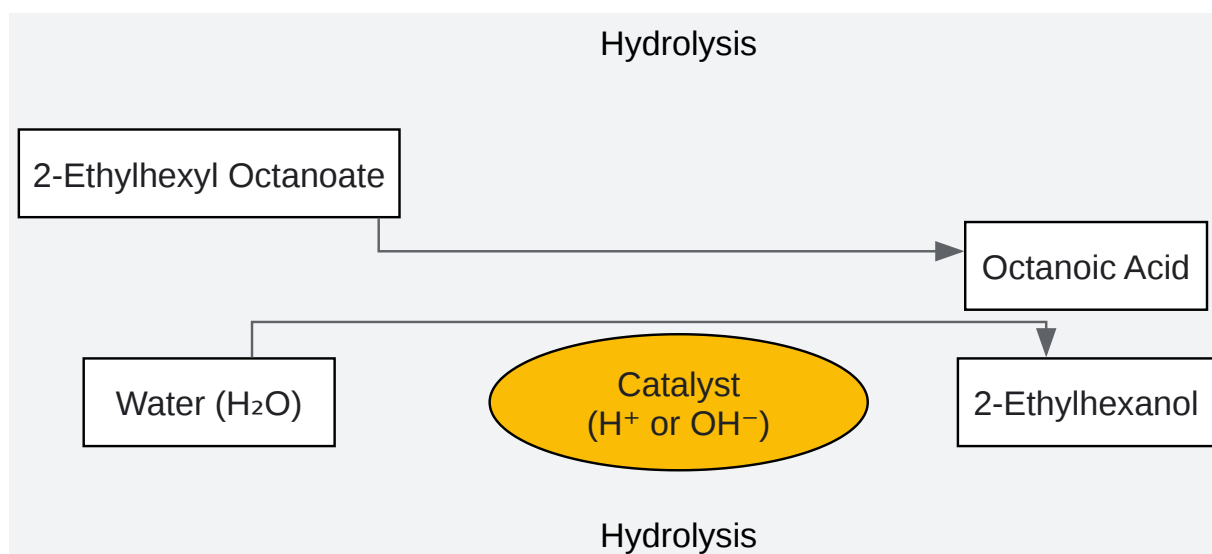 Hydrolysis
2-Ethylhexyl Octanoate
Octanoic Acid
Water (H₂O)
Catalyst
(H⁺ or OH⁻)
2-Ethylhexanol
Hydrolysis